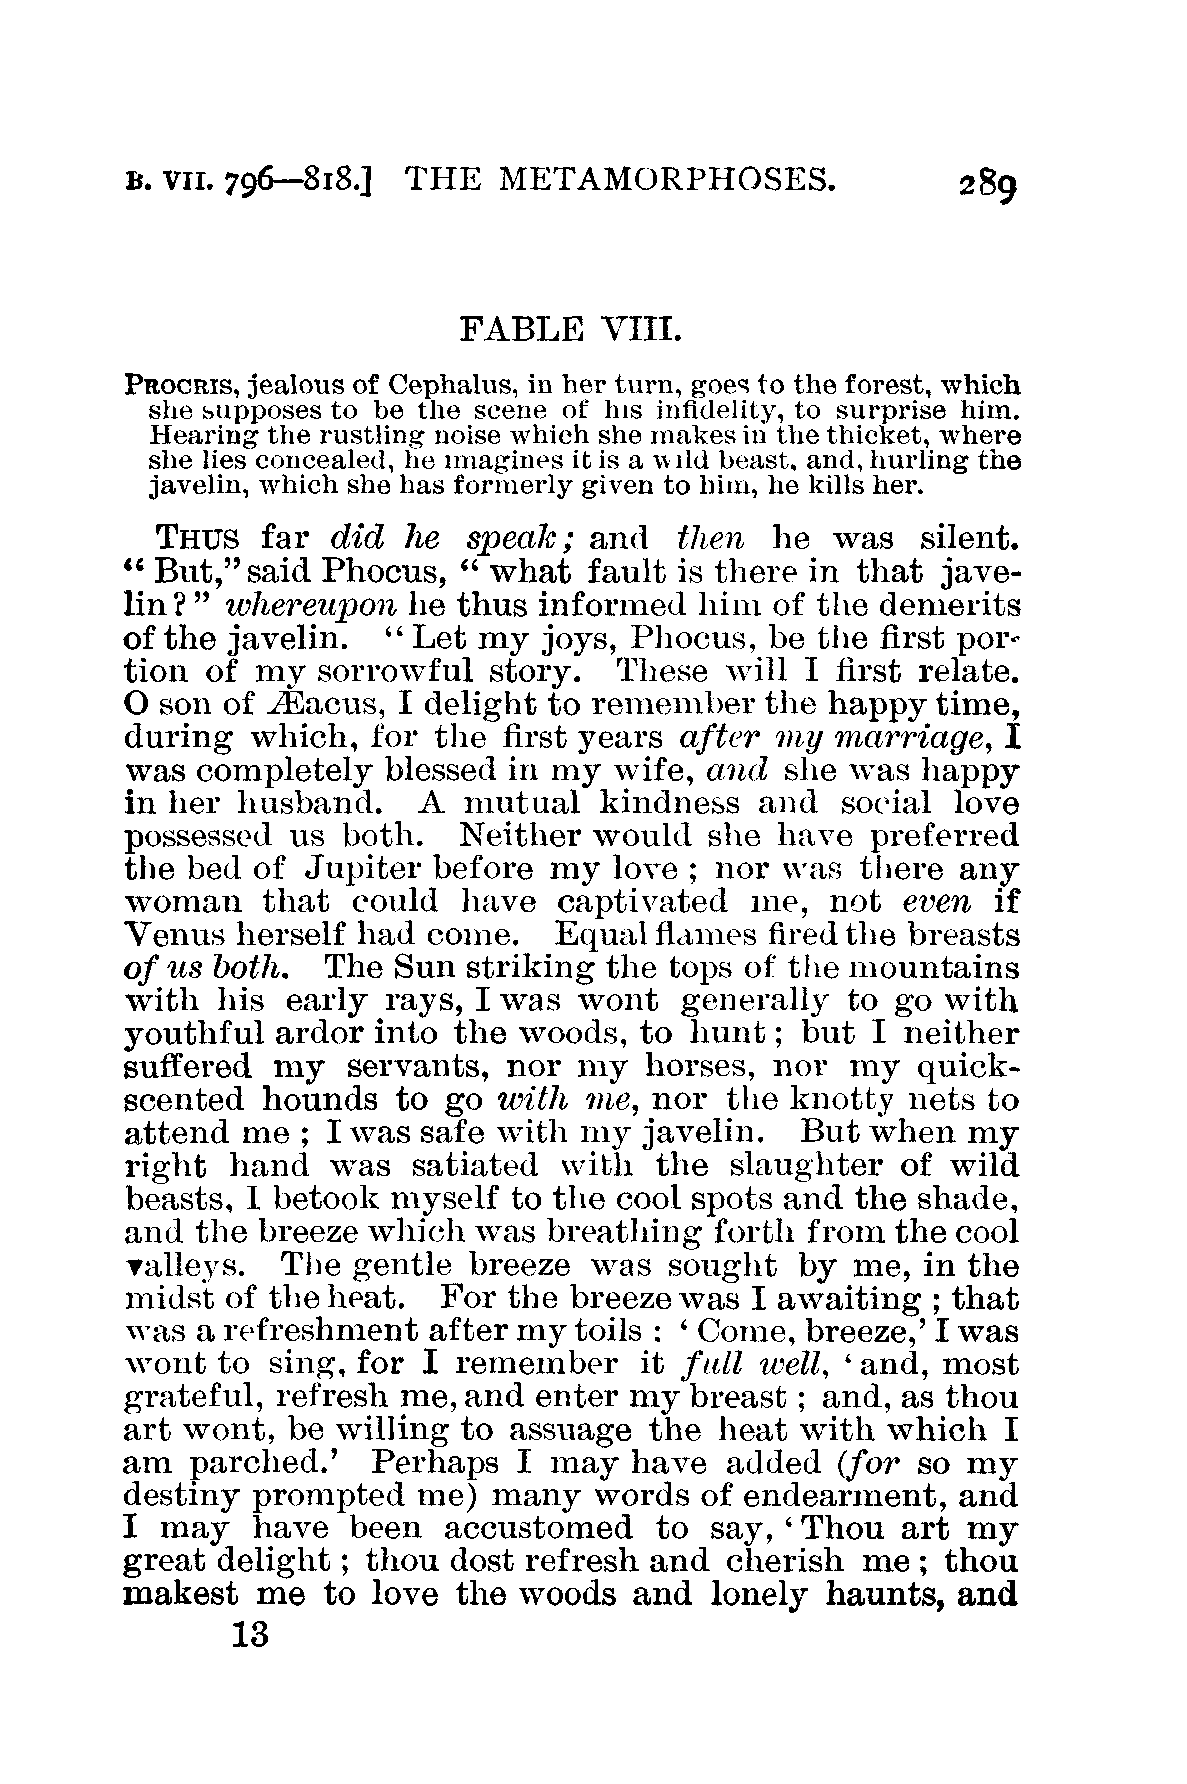 B. VII. 796—818.] THE METAMORPHOSES. 289
FABLE VIII.
PROCRIS, jealous of Cephalus, in her turn, goes to the forest, which
she supposes to be the scene of his infidelity, to surprise him.
Hearing the rustling noise which she makes in the thicket, where
she lies concealed, he imagines it is a wild beast, and, hurling the
javelin, which she has formerly given to him, he kills her.
THUS far did he speak; and then he was silent.
“ But,” said Phocus, “ what fault is there in that jave-
lin? ” whereupon he thus informed him of the demerits
of the javelin. “ Let my joys, Phocus, be the first por-
tion of my sorrowful story. These will I first relate.
O son of Æacus, I delight to remember the happy time,
during which, for the first years after my marriage, I
was completely blessed in my wife, and she was happy
in her husband. A mutual kindness and social love
possessed us both. Neither would she have preferred
the bed of Jupiter before my love ; nor was there any
woman that could have captivated me, not even if
Venus herself had come. Equal flames fired the breasts
of us both. The Sun striking the tops of the mountains
with his early rays, I was wont generally to go with
youthful ardor into the woods, to hunt ; but I neither
suffered my servants, nor my horses, nor my quick-
scented hounds to go with me, nor the knotty nets to
attend me ; I was safe with my javelin. But when my
right hand was satiated with the slaughter of wild
beasts, I betook myself to the cool spots and the shade,
and the breeze which was breathing forth from the cool
valleys. The gentle breeze was sought by me, in the
midst of the heat. For the breeze was I awaiting ; that
was a refreshment after my toils : ‘ Come, breeze,’ I was
wont to sing, for I remember it full well, ‘ and, most
grateful, refresh me, and enter my breast ; and, as thou
art wont, be willing to assuage the heat with which I
am parched.’ Perhaps I may have added (for so my
destiny prompted me) many words of endearment, and
I may have been accustomed to say, ‘ Thou art my
great delight ; thou dost refresh and cherish me ; thou
makest me to love the woods and lonely haunts, and
13